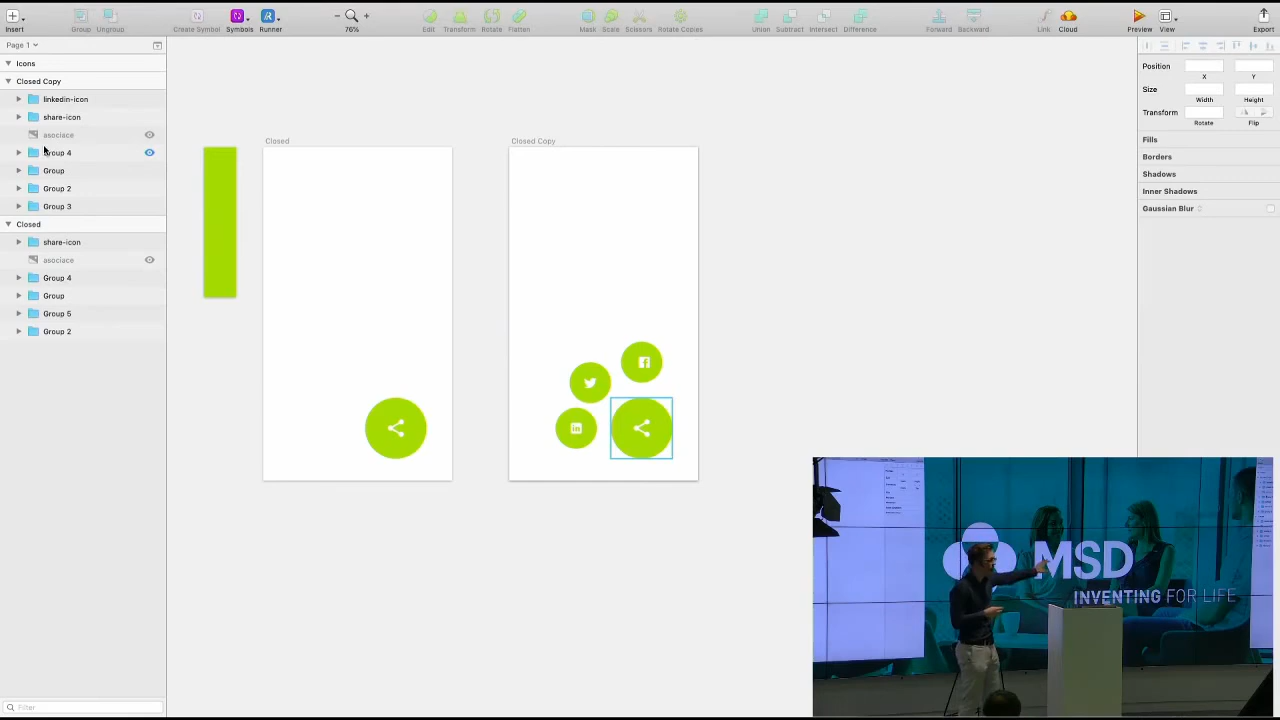 Insert
Group
Ungroup
Create Symbol
Symbols
Runner
76%
Edit
Transform
Rotate
Flatten
Mask
Scale
Scissors
Rotate Copies
Union
Subtract
Intersect
Difference
Forward
Backward
Link
Cloud
Preview
View
Export
Page 1
Icons
Closed Copy
linkedin-icon
share-icon
asociace
Group 4
Group
Group 2
Group 3
Closed
share-icon
asociace
Group 4
Group
Group 5
Group 2
Filter
Closed
Closed Copy
in
Position
X
Y
Size
Width
Height
Transform
Rotate
Flip
Fills
Borders
Shadows
Inner Shadows
Gaussian Blur
MSD
INVENTING FOR LIFE